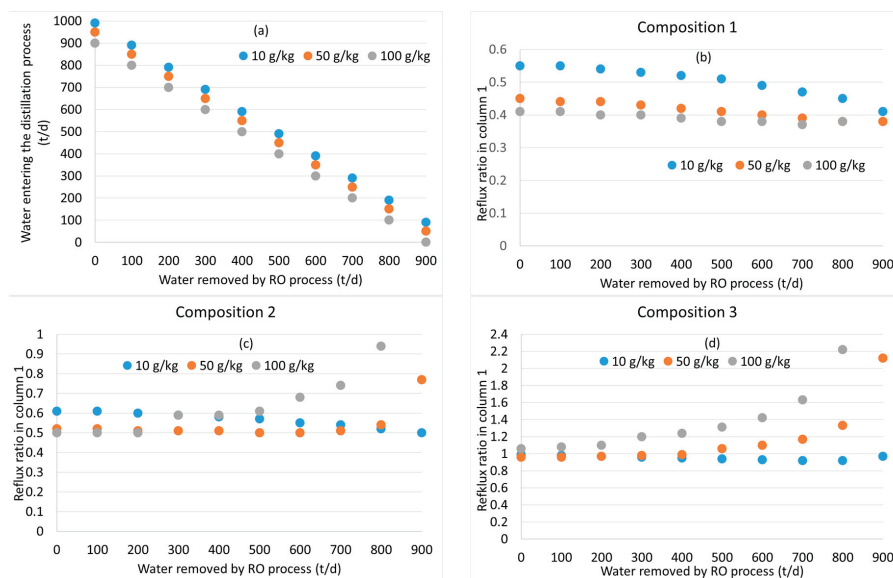 (a)
10 g/kg 50 g/kg 100 g/kg
Water entering the distillation process
(t/d)
1000
900
800
700
600
500
400
300
200
100
0
0 100 200 300 400 500 600 700 800 900
Water removed by RO process (t/d)
Composition 1
(b)
Reflux ratio in column 1
0.6
0.5
0.4
0.3
0.2
0.1
0
10 g/kg 50 g/kg 100 g/kg
0 100 200 300 400 500 600 700 800 900
Water removed by RO process (t/d)
Composition 2
(c)
10 g/kg 50 g/kg 100 g/kg
Reflux ratio in column 1
1
0.9
0.8
0.7
0.6
0.5
0.4
0.3
0.2
0.1
0
0 100 200 300 400 500 600 700 800 900
Water removed by RO process (t/d)
Composition 3
(d)
10 g/kg 50 g/kg 100 g/kg
Refklux ratio in column 1
2.4
2.2
2
1.8
1.6
1.4
1.2
1
0.8
0.6
0.4
0.2
0
0 100 200 300 400 500 600 700 800 900
Water removed by RO process (t/d)